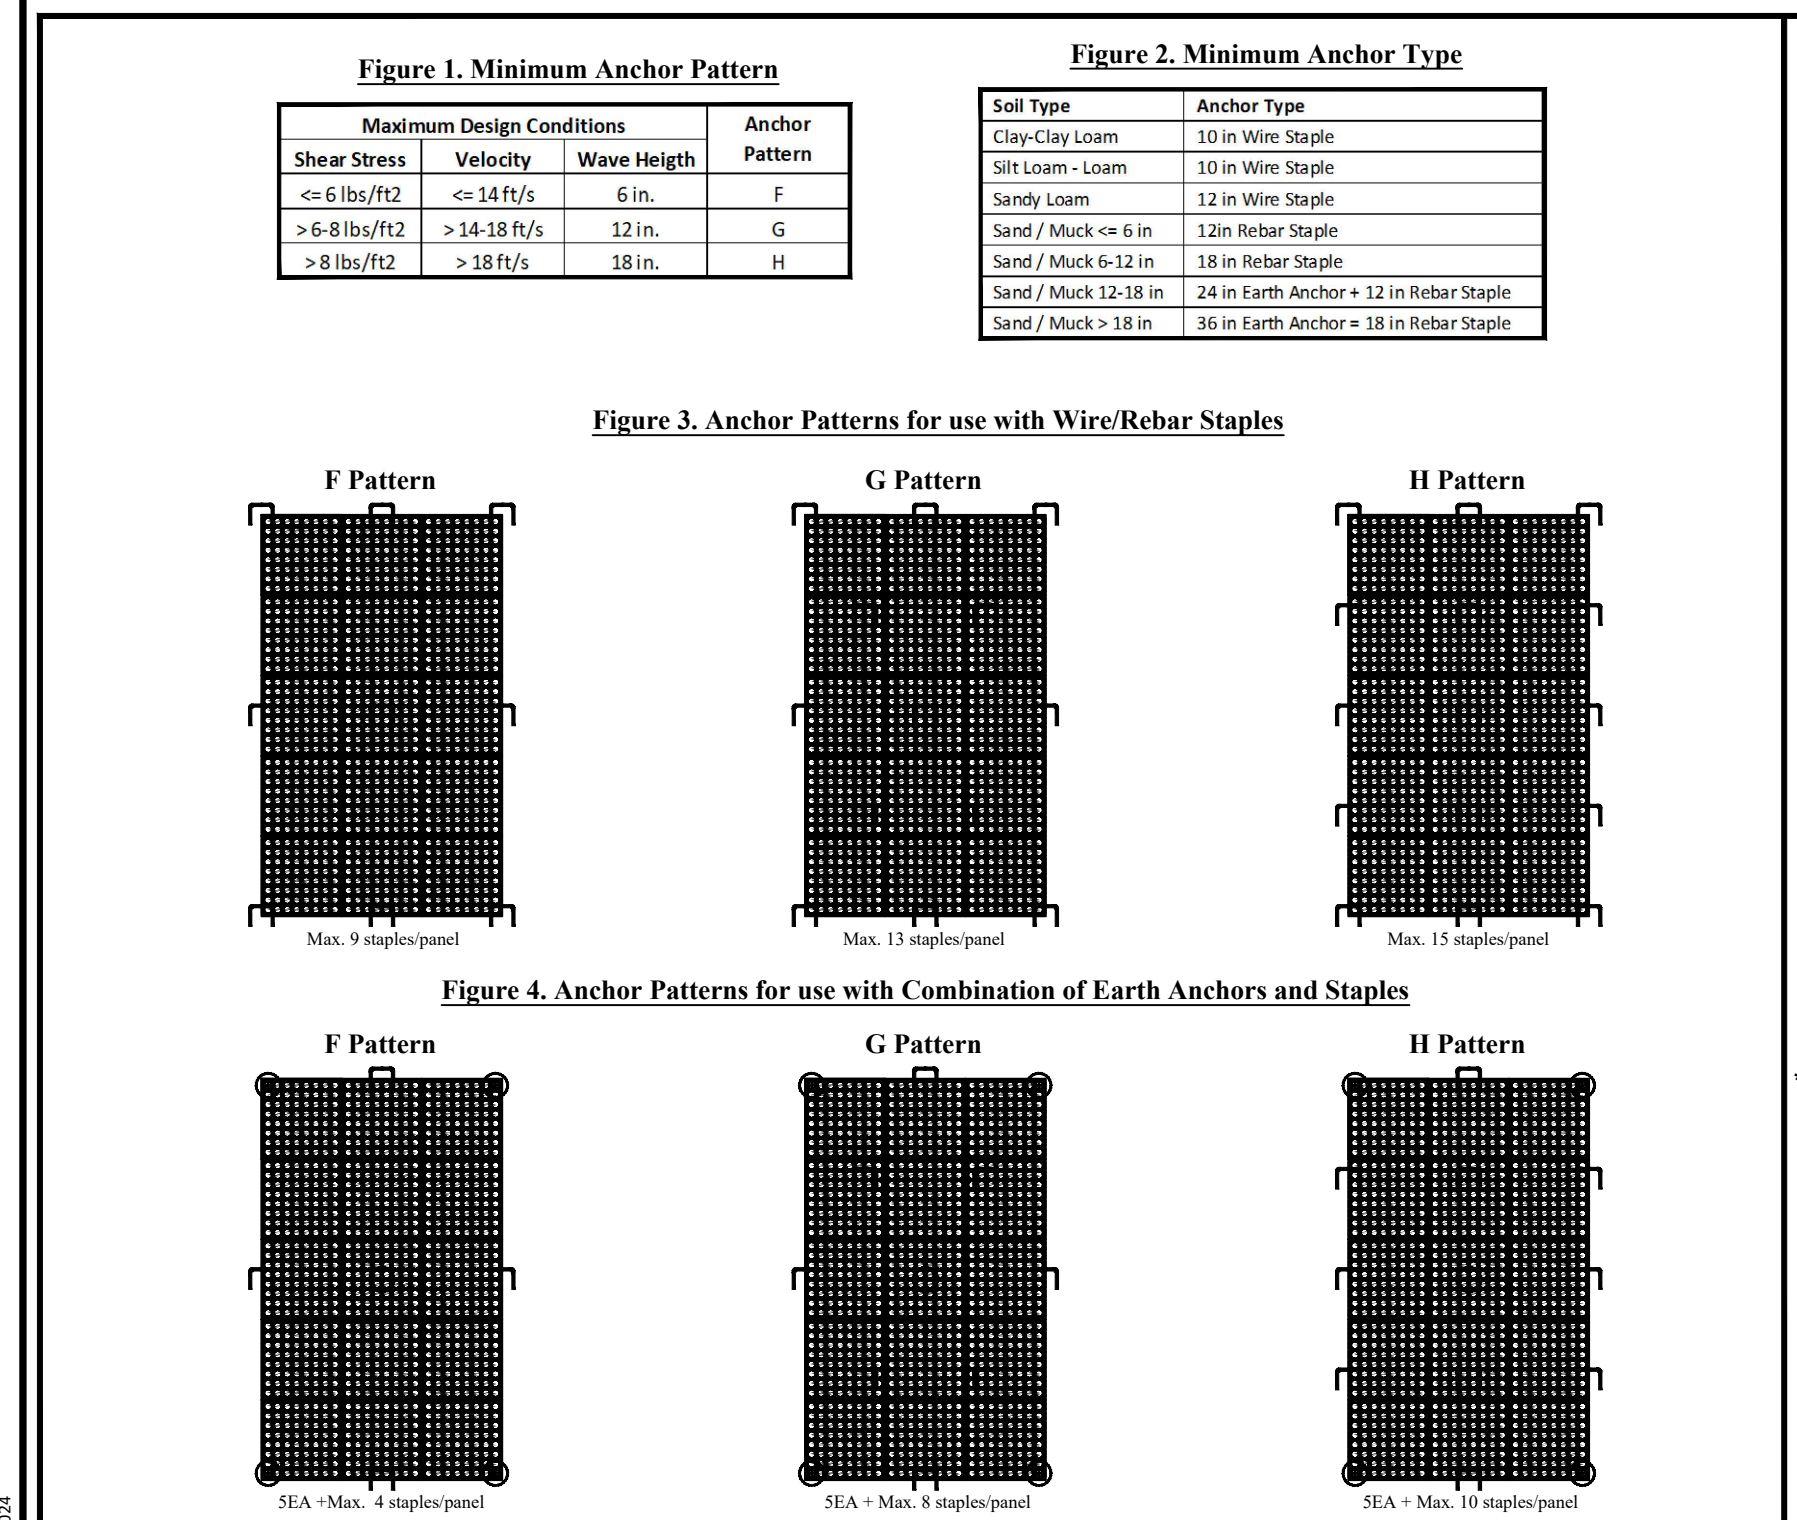 Figure 1. Minimum Anchor Pattern
Maximum Design Conditions Anchor Pattern
Shear Stress Velocity Wave Heigth
<= 6 lbs/ft2 <= 14 ft/s 6 in. F
> 6-8 lbs/ft2 > 14-18 ft/s 12 in. G
> 8 lbs/ft2 > 18 ft/s 18 in. H
Figure 2. Minimum Anchor Type
Soil Type Anchor Type
Clay-Clay Loam 10 in Wire Staple
Silt Loam - Loam 10 in Wire Staple
Sandy Loam 12 in Wire Staple
Sand / Muck <= 6 in 12in Rebar Staple
Sand / Muck 6-12 in 18 in Rebar Staple
Sand / Muck 12-18 in 24 in Earth Anchor + 12 in Rebar Staple
Sand / Muck > 18 in 36 in Earth Anchor = 18 in Rebar Staple
Figure 3. Anchor Patterns for use with Wire/Rebar Staples
F Pattern G Pattern H Pattern
Max. 9 staples/panel Max. 13 staples/panel Max. 15 staples/panel
Figure 4. Anchor Patterns for use with Combination of Earth Anchors and Staples
F Pattern G Pattern H Pattern
5EA +Max. 4 staples/panel 5EA + Max. 8 staples/panel 5EA + Max. 10 staples/panel